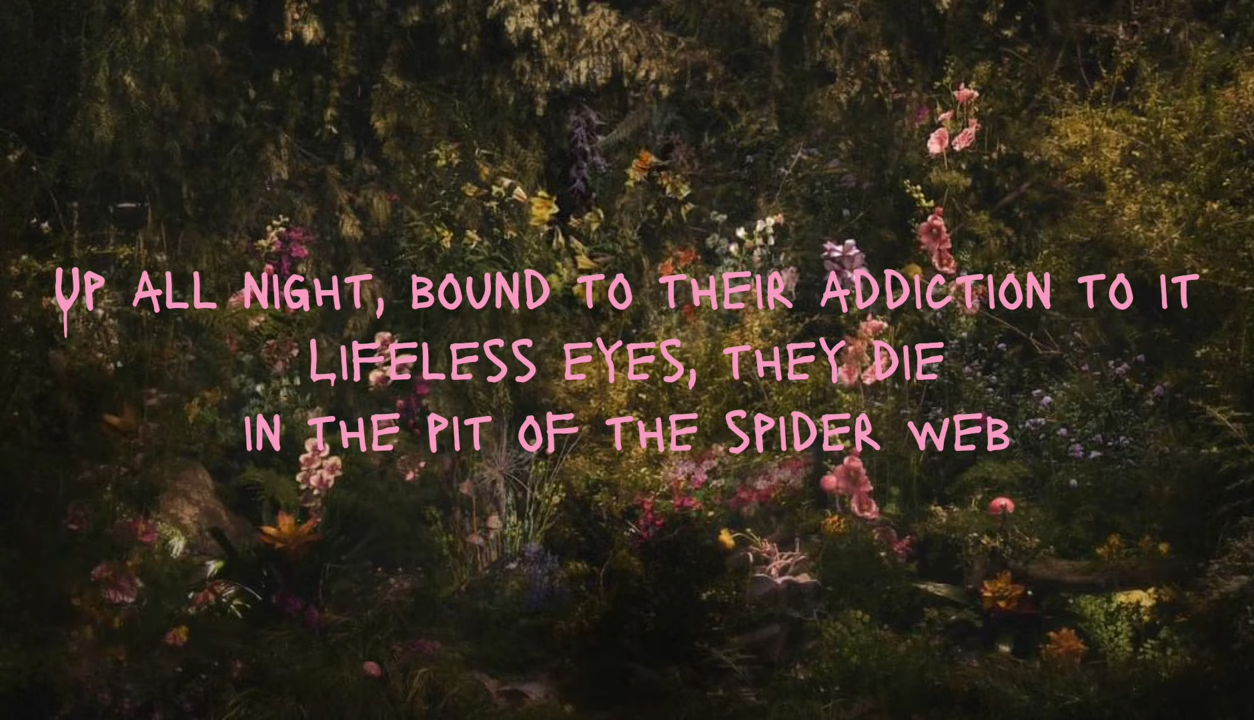 UP ALL NIGHT, BOUND TO THEIR ADDICTION TO IT
LIFELESS EYES, THEY DIE
IN THE PIT OF THE SPIDER WEB